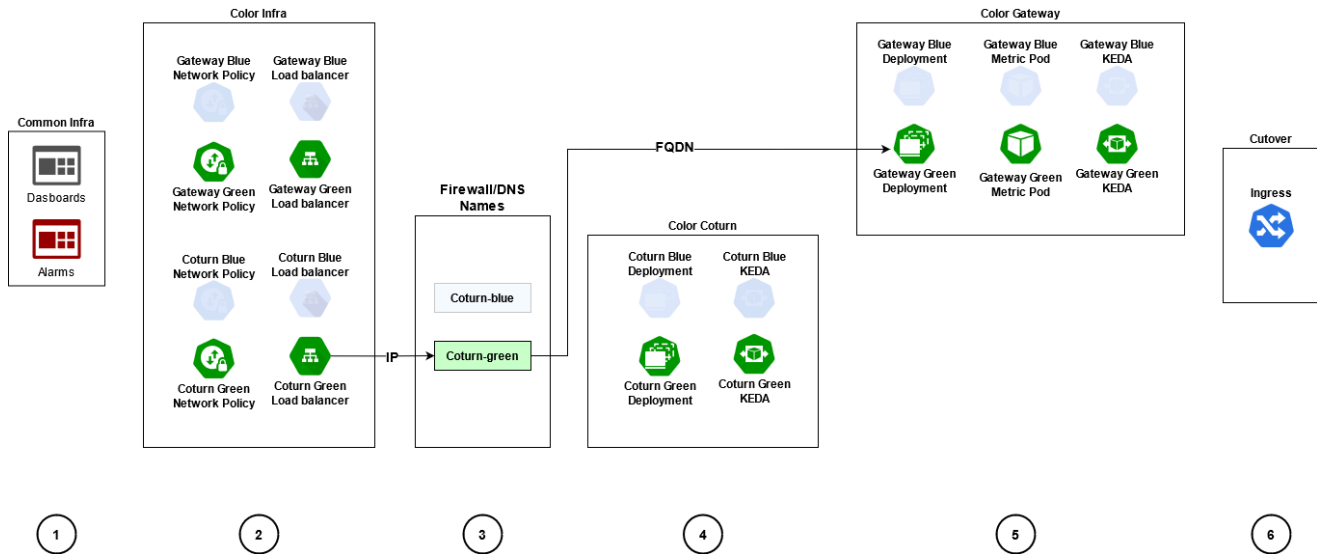 Common Infra
Dasboards
Alarms
Color Infra
Gateway Blue
Network Policy
Gateway Blue
Load balancer
Gateway Green
Network Policy
Gateway Green
Load balancer
Coturn Blue
Network Policy
Coturn Blue
Load balancer
Coturn Green
Network Policy
Coturn Green
Load balancer
IP
Firewall/DNS
Names
Coturn-blue
Coturn-green
FQDN
Color Coturn
Coturn Blue
Deployment
Coturn Blue
KEDA
Coturn Green
Deployment
Coturn Green
KEDA
Color Gateway
Gateway Blue
Deployment
Gateway Blue
Metric Pod
Gateway Blue
KEDA
Gateway Green
Deployment
Gateway Green
Metric Pod
Gateway Green
KEDA
Cutover
Ingress
1
2
3
4
5
6